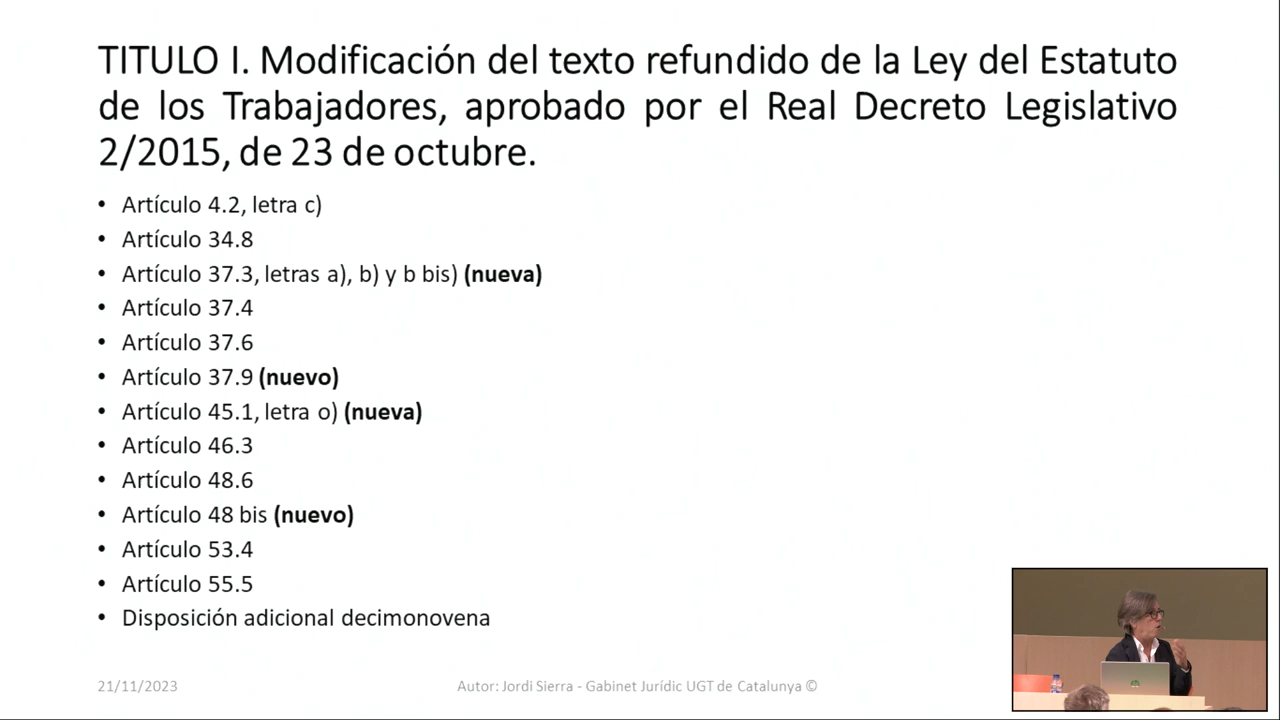 TITULO I. Modificación del texto refundido de la Ley del Estatuto
de los Trabajadores, aprobado por el Real Decreto Legislativo
2/2015, de 23 de octubre.
• Artículo 4.2, letra c)
• Artículo 34.8
• Artículo 37.3, letras a), b) y b bis) (nueva)
• Artículo 37.4
• Artículo 37.6
• Artículo 37.9 (nuevo)
• Artículo 45.1, letra o) (nueva)
• Artículo 46.3
• Artículo 48.6
• Artículo 48 bis (nuevo)
• Artículo 53.4
• Artículo 55.5
• Disposición adicional decimonovena
21/11/2023
Autor: Jordi Sierra - Gabinet Jurídic UGT de Catalunya ©